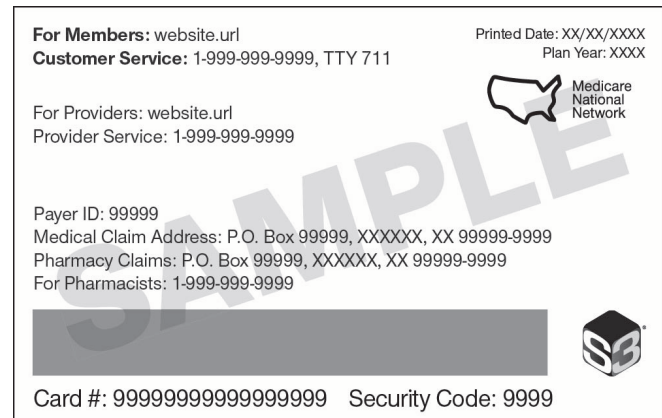 For Members: website.url
Customer Service: 1-999-999-9999, TTY 711
Printed Date: XX/XX/XXXX
Plan Year: XXXX
Medicare
National
Network
For Providers: website.url
Provider Service: 1-999-999-9999
SAMPLE
Payer ID: 99999
Medical Claim Address: P.O. Box 99999, XXXXXX, XX 99999-9999
Pharmacy Claims: P.O. Box 99999, XXXXXX, XX 99999-9999
For Pharmacists: 1-999-999-9999
S3
Card #: 99999999999999999 Security Code: 9999